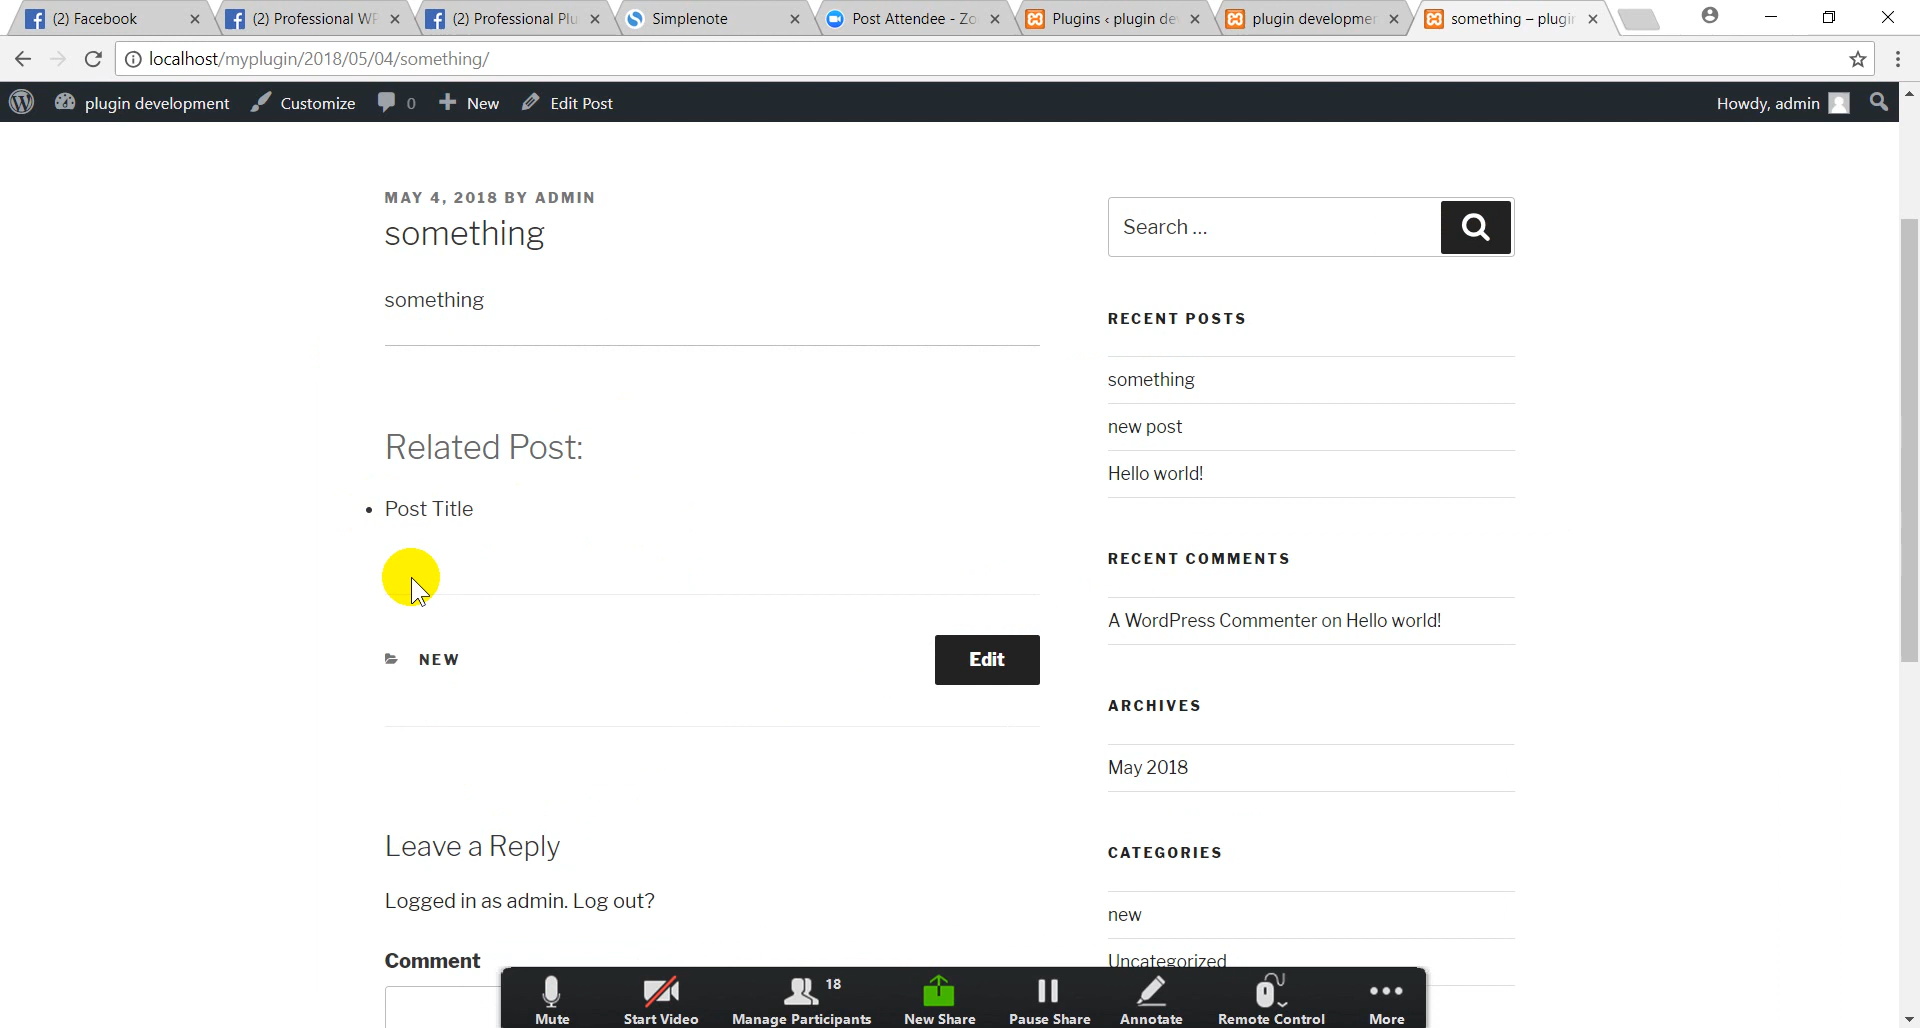 (2) Facebook
(2) Professional WP
(2) Professional Plu
Simplenote
Post Attendee - Zo
Plugins ‹ plugin de
plugin developmen
something – plugin
localhost/myplugin/2018/05/04/something/
plugin development
Customize
0
New
Edit Post
Howdy, admin
MAY 4, 2018 BY ADMIN
something
something
Related Post:
• Post Title
NEW
Edit
Leave a Reply
Logged in as admin. Log out?
Comment
Search ...
RECENT POSTS
something
new post
Hello world!
RECENT COMMENTS
A WordPress Commenter on Hello world!
ARCHIVES
May 2018
CATEGORIES
new
Uncategorized
Mute
Start Video
18
Manage Participants
New Share
Pause Share
Annotate
Remote Control
More